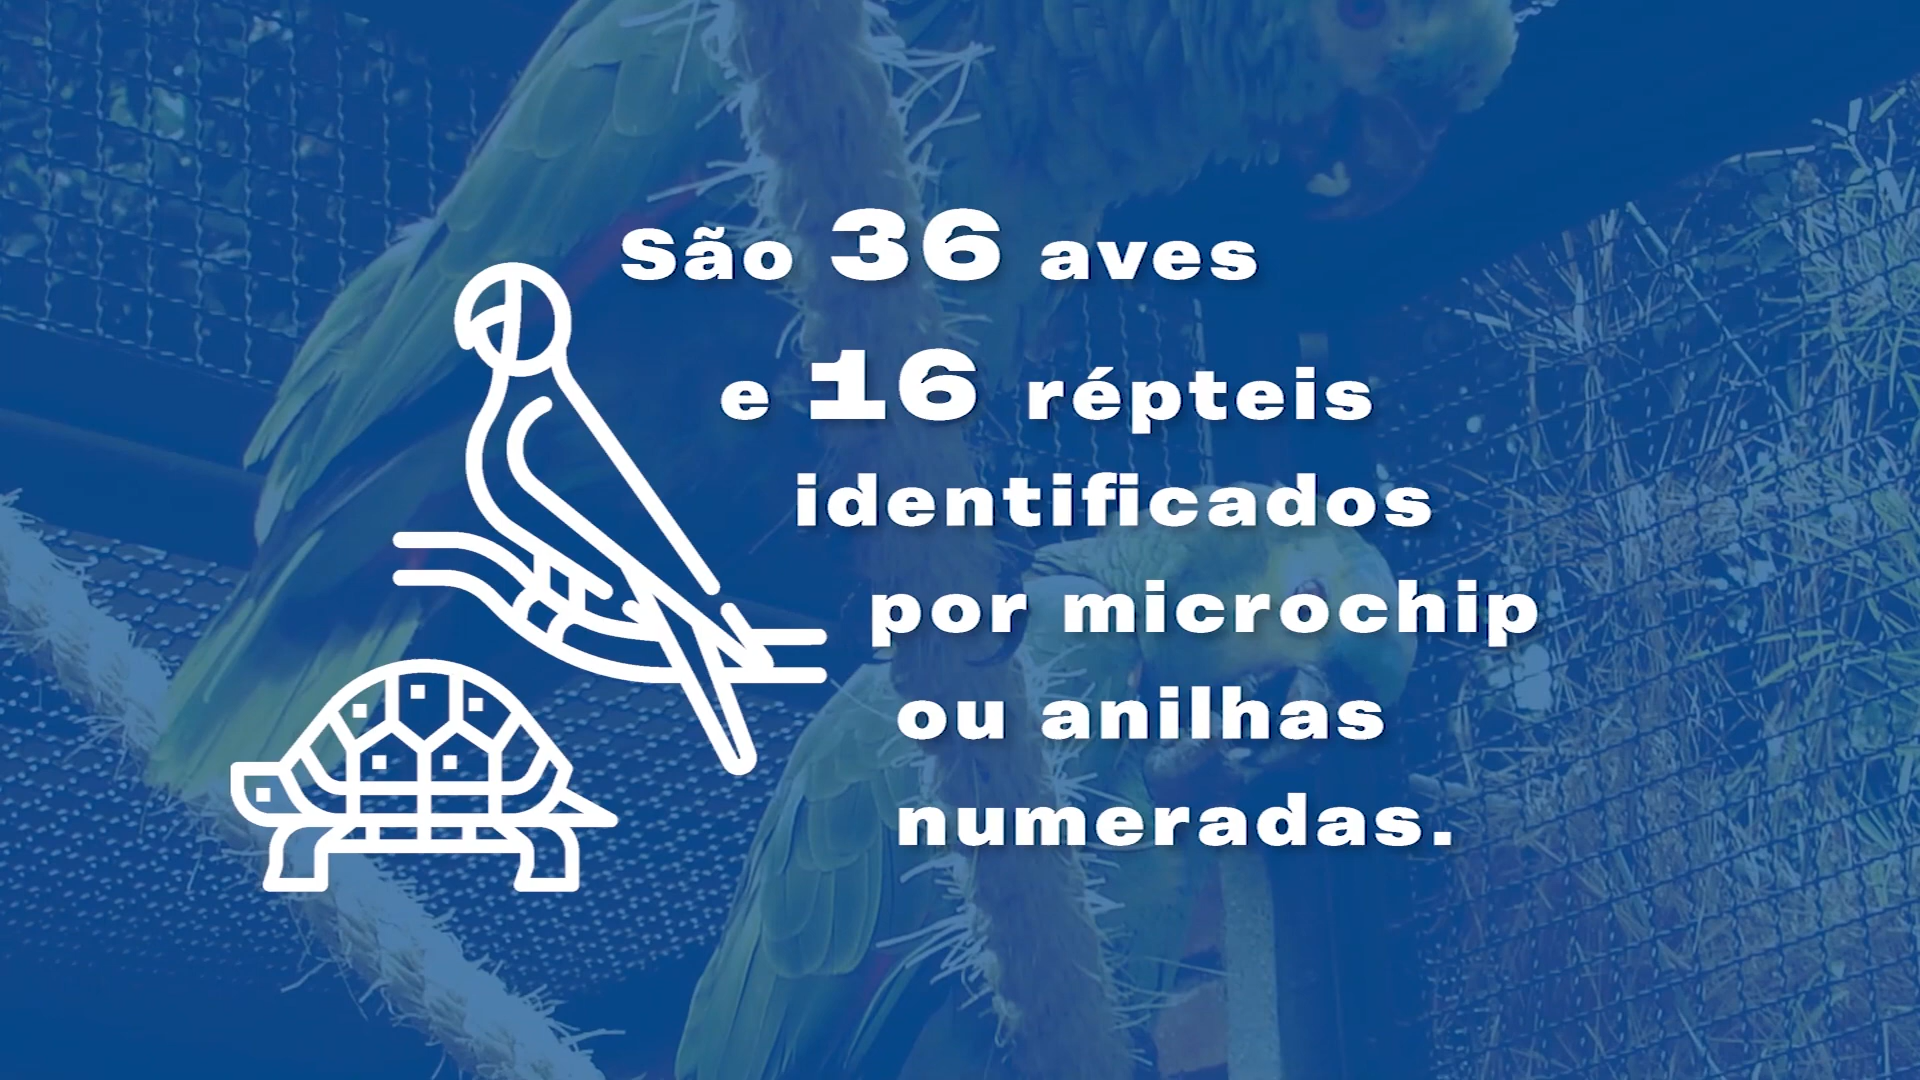 São 36 aves
e 16 répteis
identificados
por microchip
ou anilhas
numeradas.